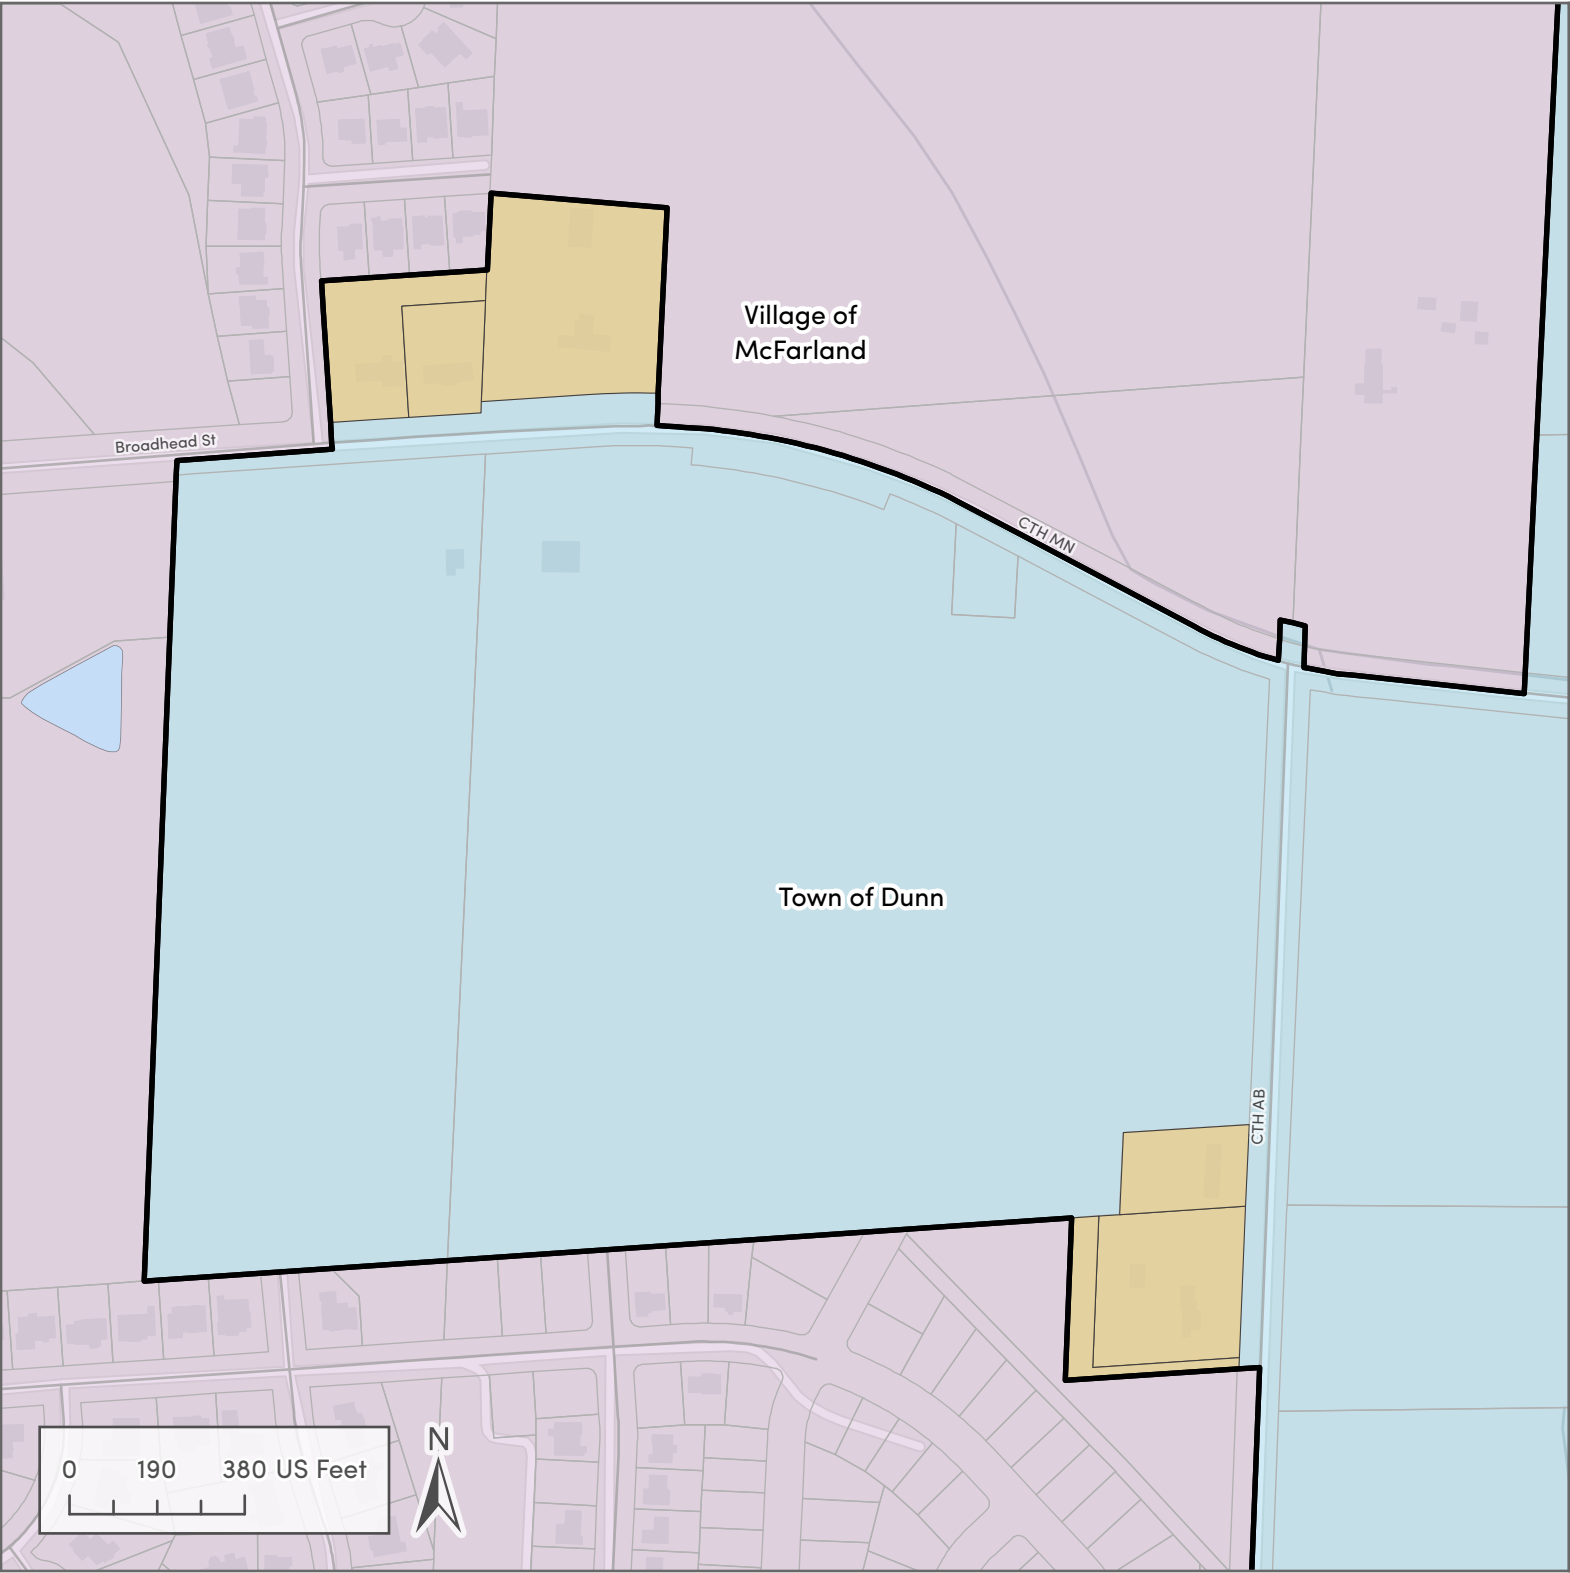 Village of
McFarland
Broadhead St
CTH MN
Town of Dunn
CTH AB
N
0 190 380 US Feet